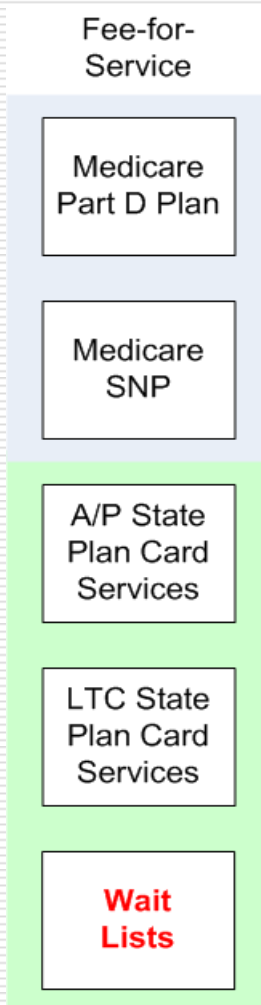 Fee-for-
Service
Medicare
Part D Plan
Medicare
SNP
A/P State
Plan Card
Services
LTC State
Plan Card
Services
Wait
Lists